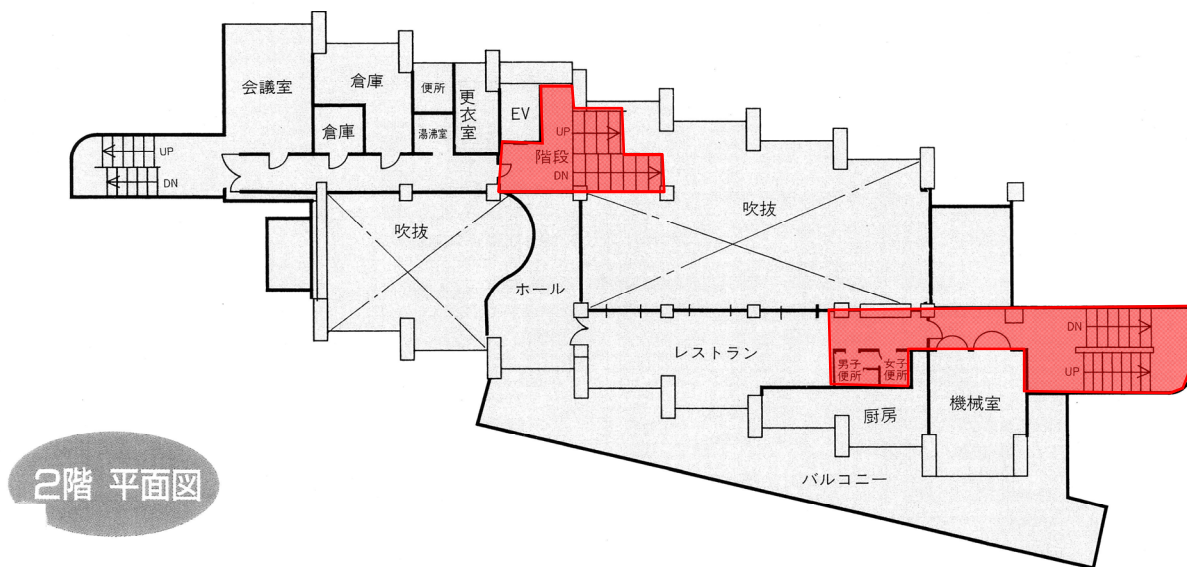 会議室
倉庫
倉庫
便所
湯沸室
更衣室
EV
UP
階段
DN
UP
DN
吹抜
吹抜
ホール
レストラン
男子
便所
女子
便所
DN
UP
厨房
機械室
バルコニー
2階 平面図